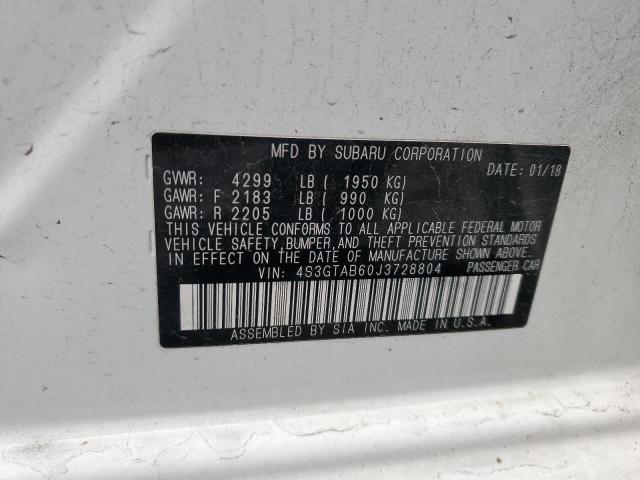 MFD BY SUBARU CORPORATION
DATE: 01/18
GVWR: 4299 LB ( 1950 KG)
GAWR: F 2183 LB ( 990 KG)
GAWR: R 2205 LB ( 1000 KG)
THIS VEHICLE CONFORMS TO ALL APPLICABLE FEDERAL MOTOR
VEHICLE SAFETY, BUMPER, AND THEFT PREVENTION STANDARDS
IN EFFECT ON THE DATE OF MANUFACTURE SHOWN ABOVE.
VIN: 4S3GTAB60J3728804 PASSENGER CAR
ASSEMBLED BY SIA INC. MADE IN U.S.A.